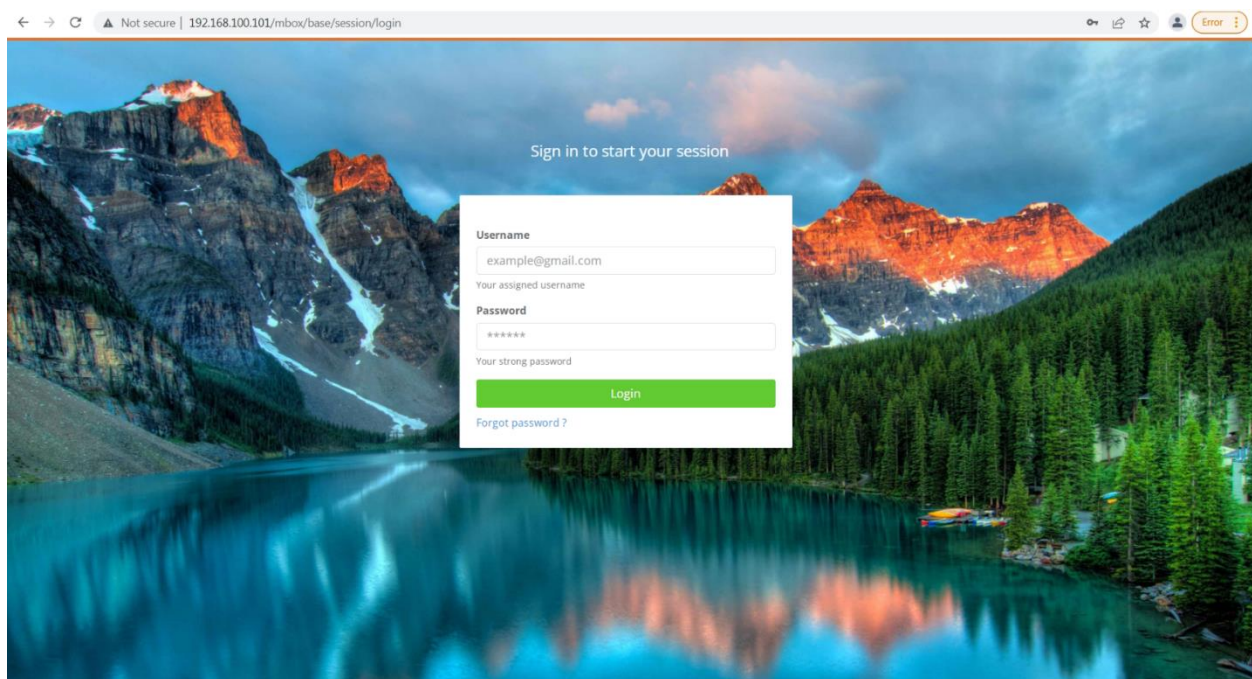 Not secure | 192.168.100.101/mbox/base/session/login
Error
Sign in to start your session
Username
example@gmail.com
Your assigned username
Password
******
Your strong password
Login
Forgot password ?